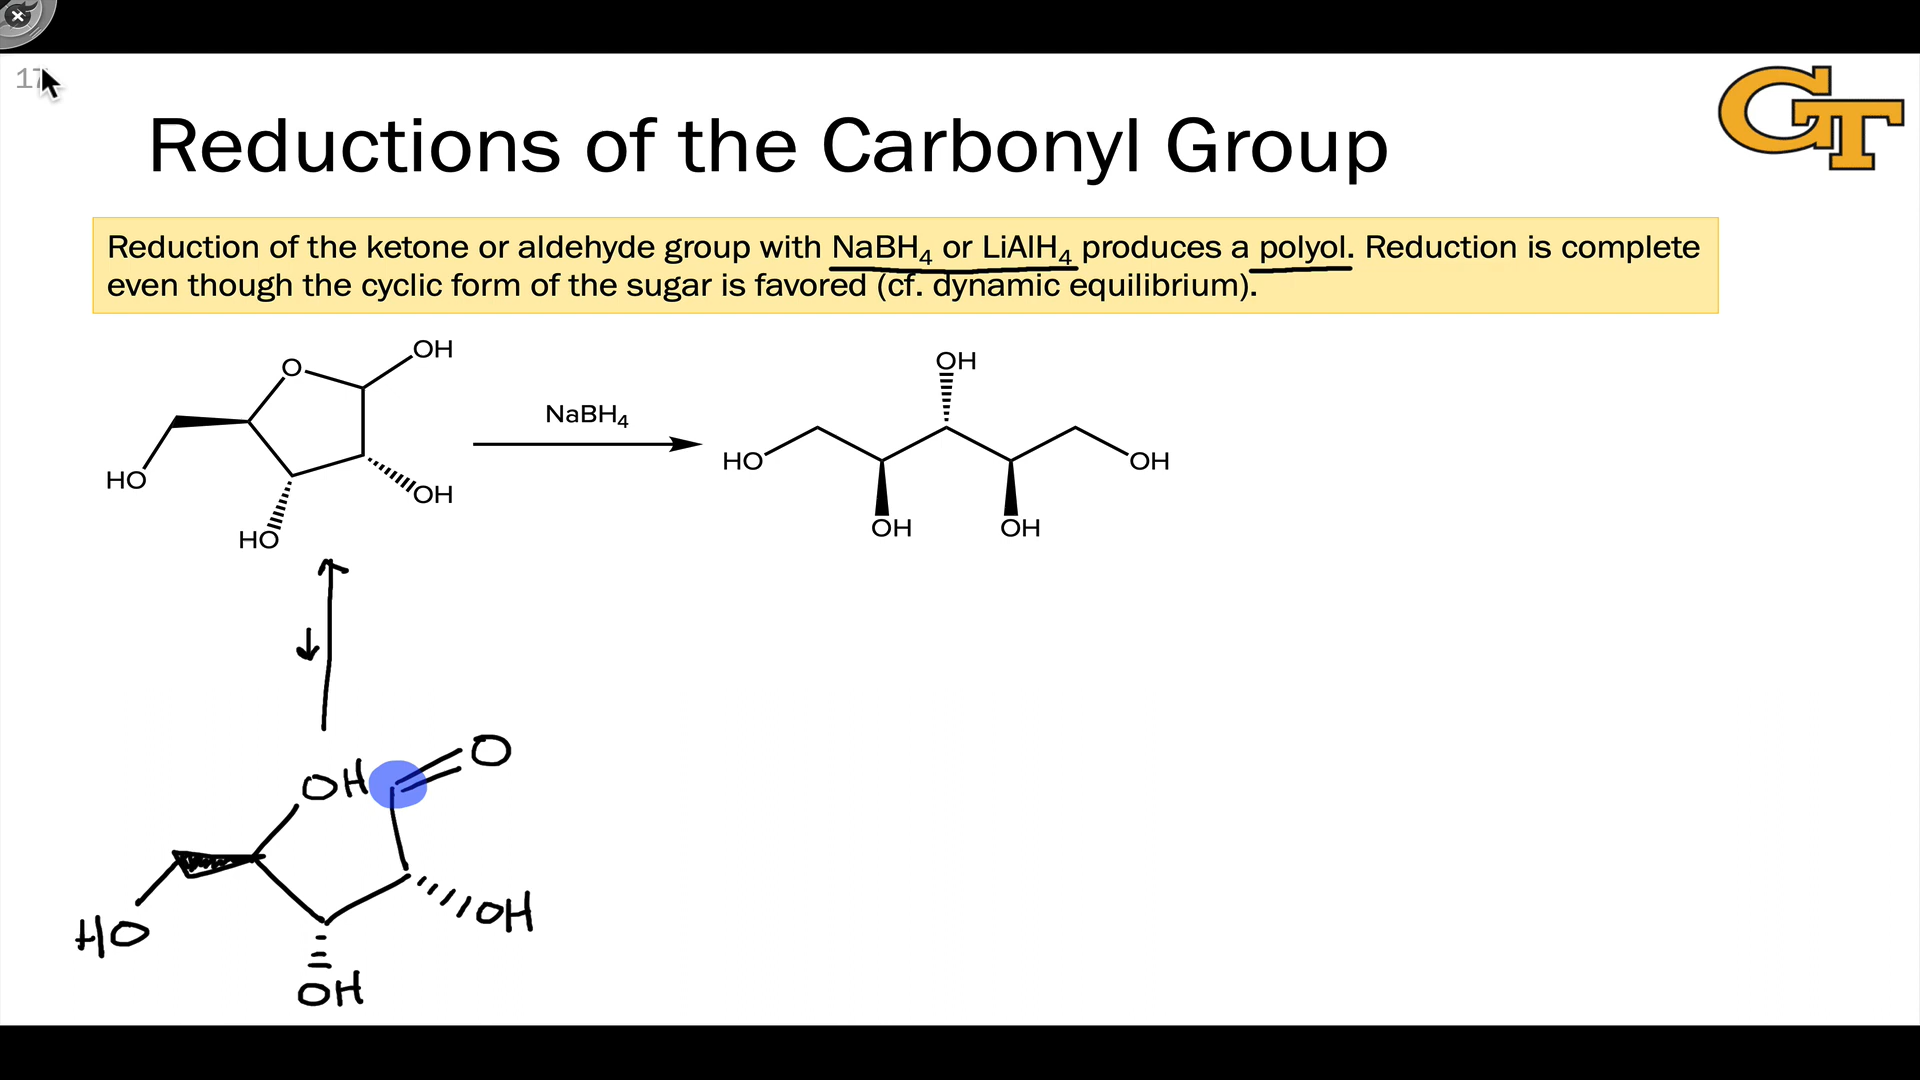 17
GT
Reductions of the Carbonyl Group
Reduction of the ketone or aldehyde group with NaBH₄ or LiAlH₄ produces a polyol. Reduction is complete
even though the cyclic form of the sugar is favored (cf. dynamic equilibrium).
O
OH
HO
HO
OH
NaBH₄
OH
HO
OH
OH
OH
OH
O
HO
OH
OH